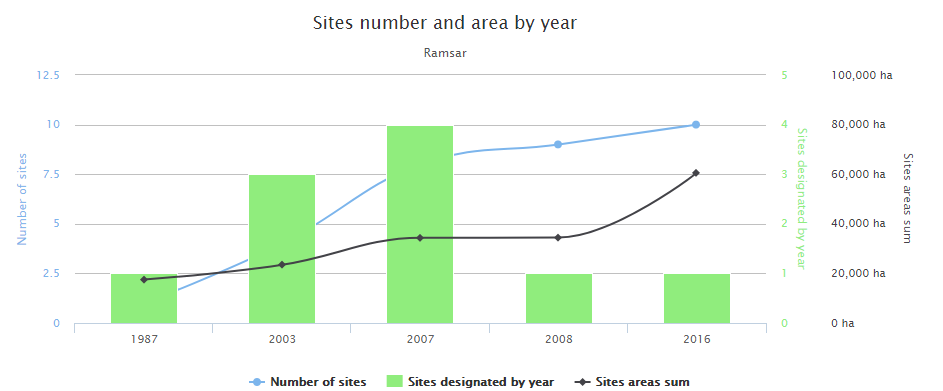 Sites number and area by year
Ramsar
12.5 5 100,000 ha
10 4 80,000 ha
7.5 3 60,000 ha
5 2 40,000 ha
2.5 1 20,000 ha
0 0 0 ha
Number of sites
Sites designated by year
Sites areas sum
1987 2003 2007 2008 2016
Number of sites Sites designated by year Sites areas sum